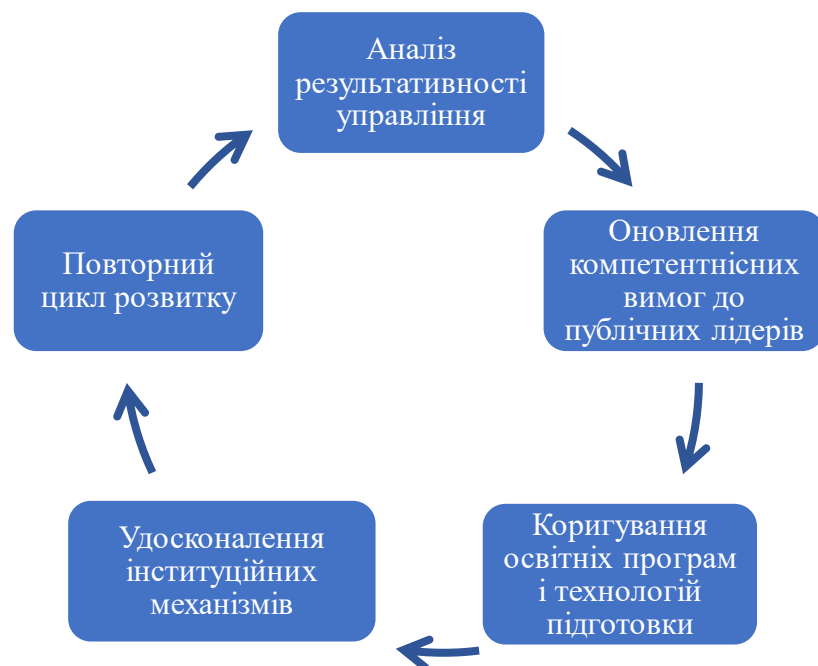 Аналіз
результативності
управління
Оновлення
компетентнісних
вимог до
публічних лідерів
Коригування
освітніх програм
і технологій
підготовки
Удосконалення
інституційних
механізмів
Повторний
цикл розвитку